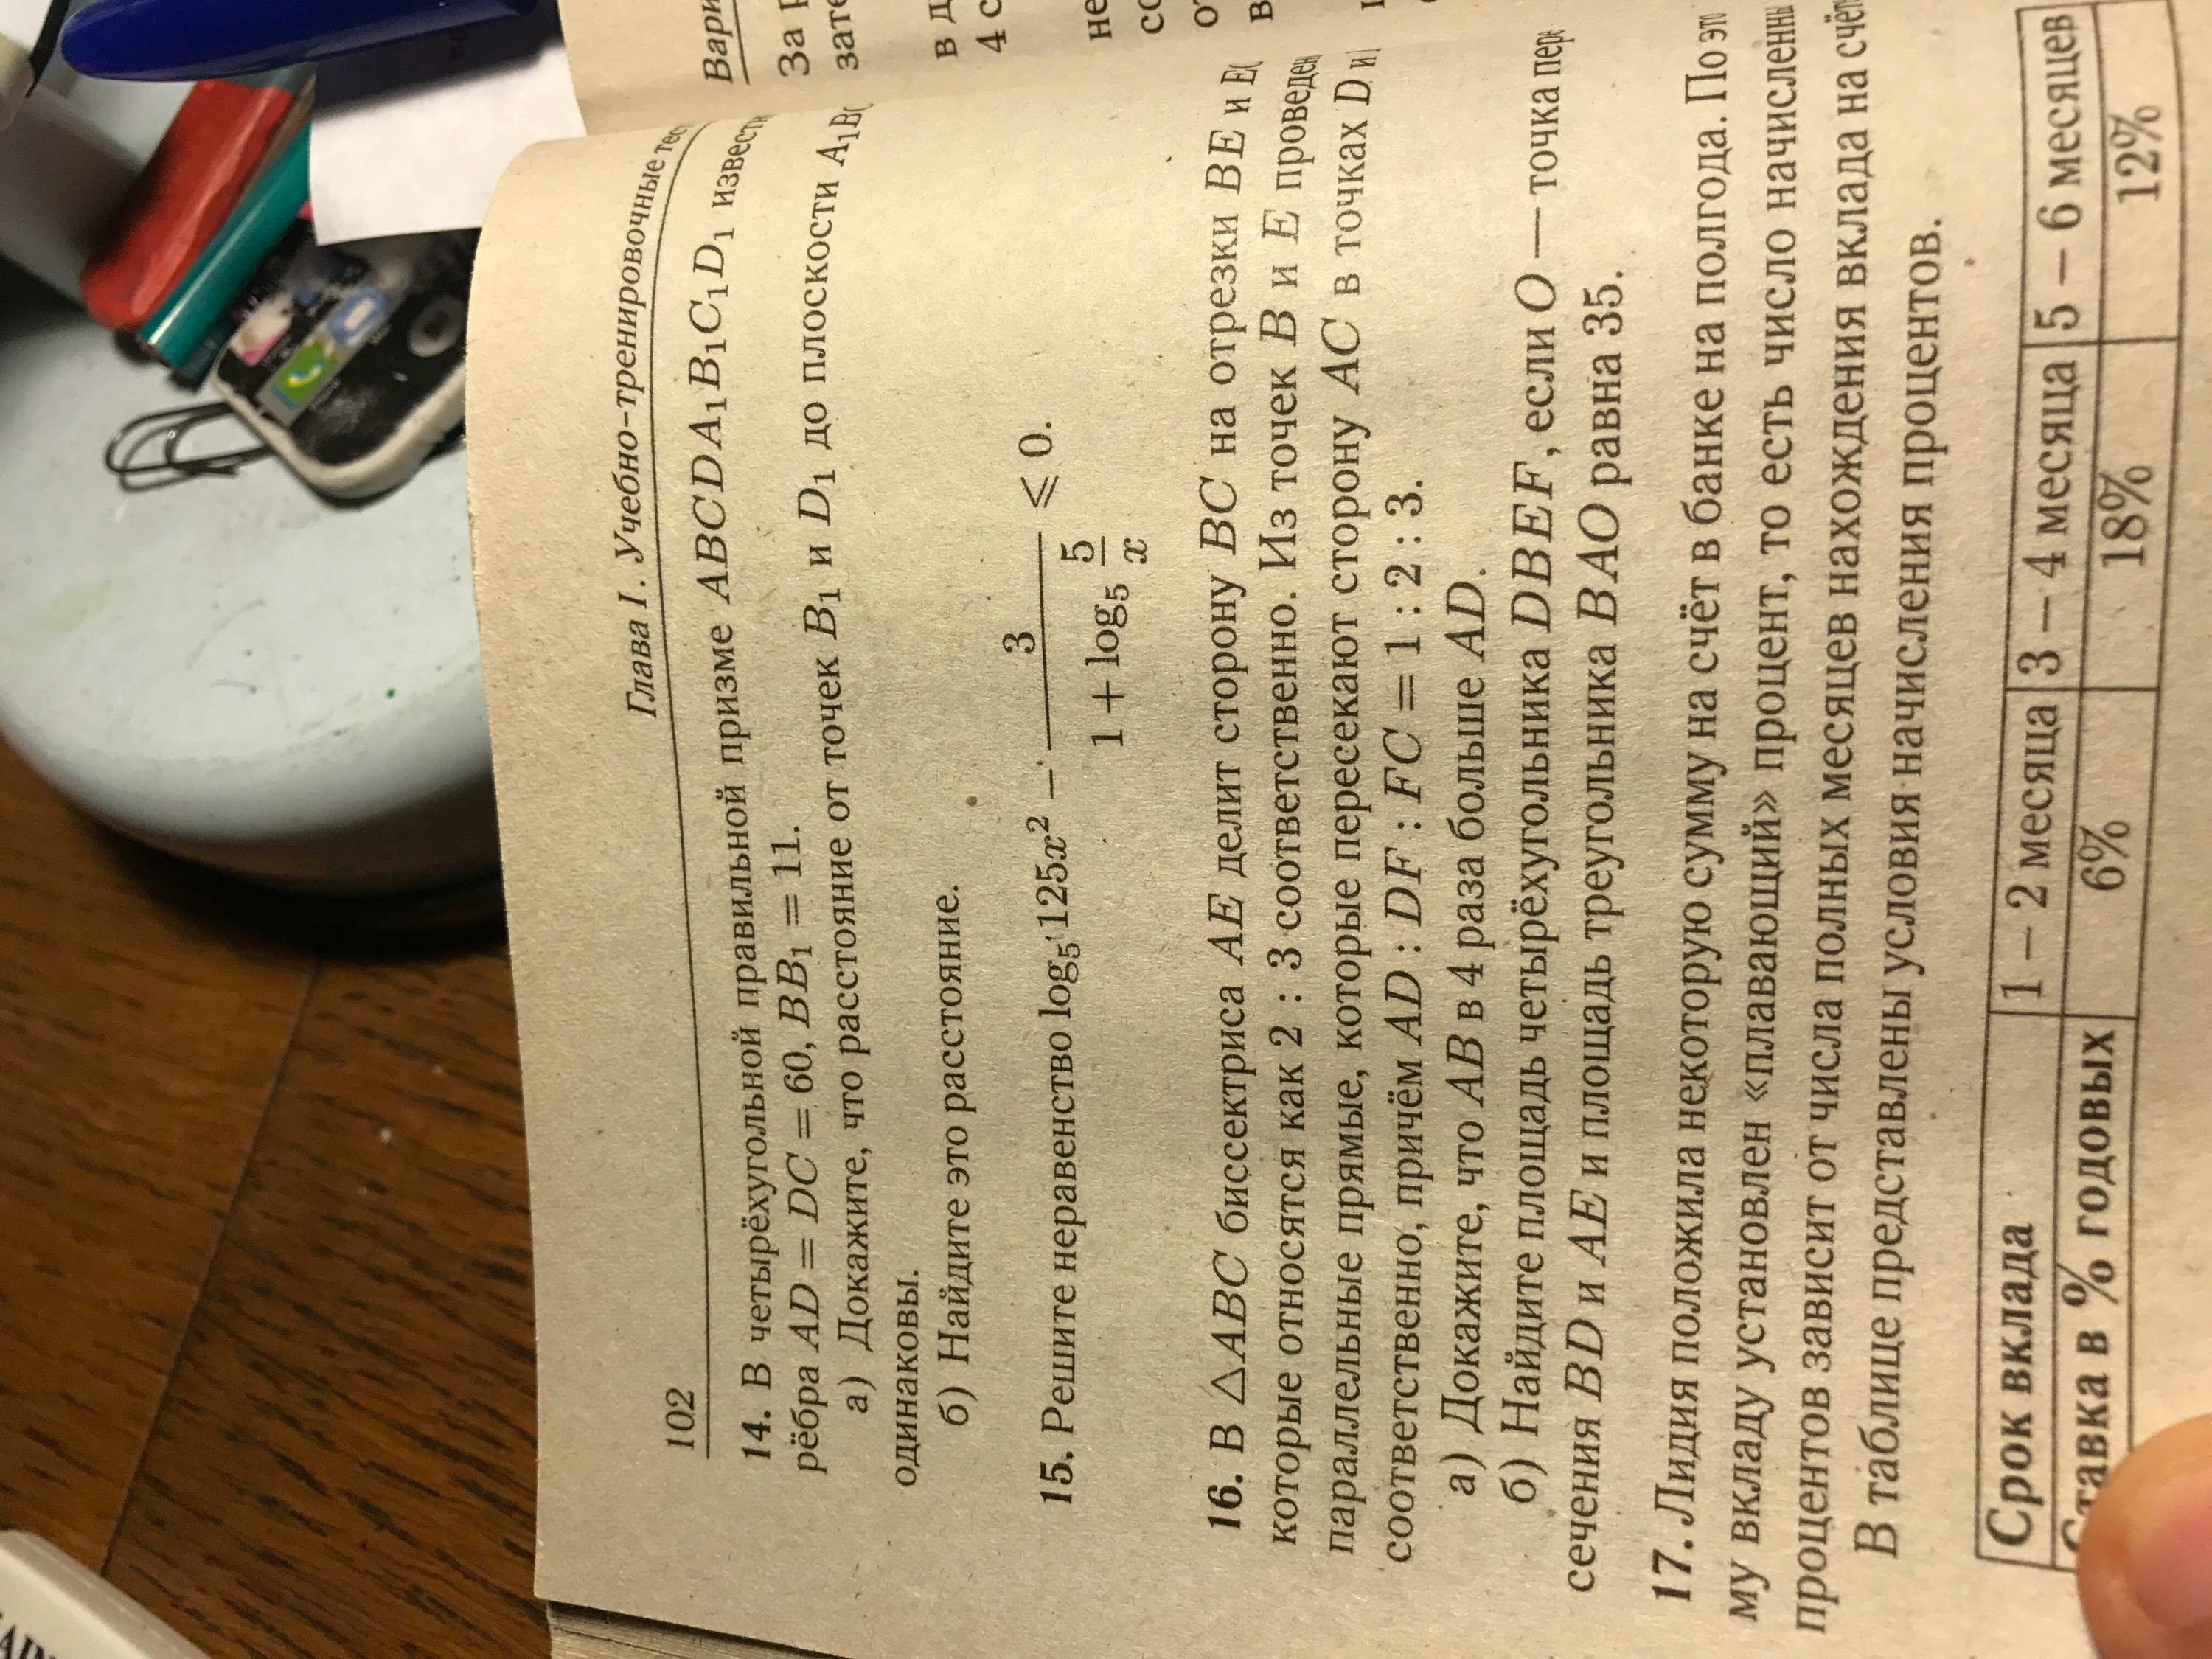 102
Глава I. Учебно-тренировочные
14. В четырёхугольной правильной призме ABCDA₁B₁C₁D₁
рёбра AD = DC = 60, BB₁ = 11.
а) Докажите, что расстояние от точек B₁ и D₁ до плоскости
одинаковы.
б) Найдите это расстояние.
15. Решите неравенство log₅ 125x² − 3/(1 + log₅ 5/x) ⩽ 0.
16. В △ABC биссектриса AE делит сторону BC на отрезки BE и
которые относятся как 2 : 3 соответственно. Из точек B и E
параллельные прямые, которые пересекают сторону AC в точках D и
соответственно, причём AD : DF : FC = 1 : 2 : 3.
а) Докажите, что AB в 4 раза больше AD.
б) Найдите площадь четырёхугольника DBEF, если O — точка
сечения BD и AE и площадь треугольника BAO равна 35.
17. Лидия положила некоторую сумму на счёт в банке на полгода. По
му вкладу установлен «плавающий» процент, то есть число
процентов зависит от числа полных месяцев нахождения вклада на
В таблице представлены условия начисления процентов.
Срок вклада 1 – 2 месяца 3 – 4 месяца 5 – 6 месяцев
Ставка в % годовых 6% 18% 12%
За
в
4 с